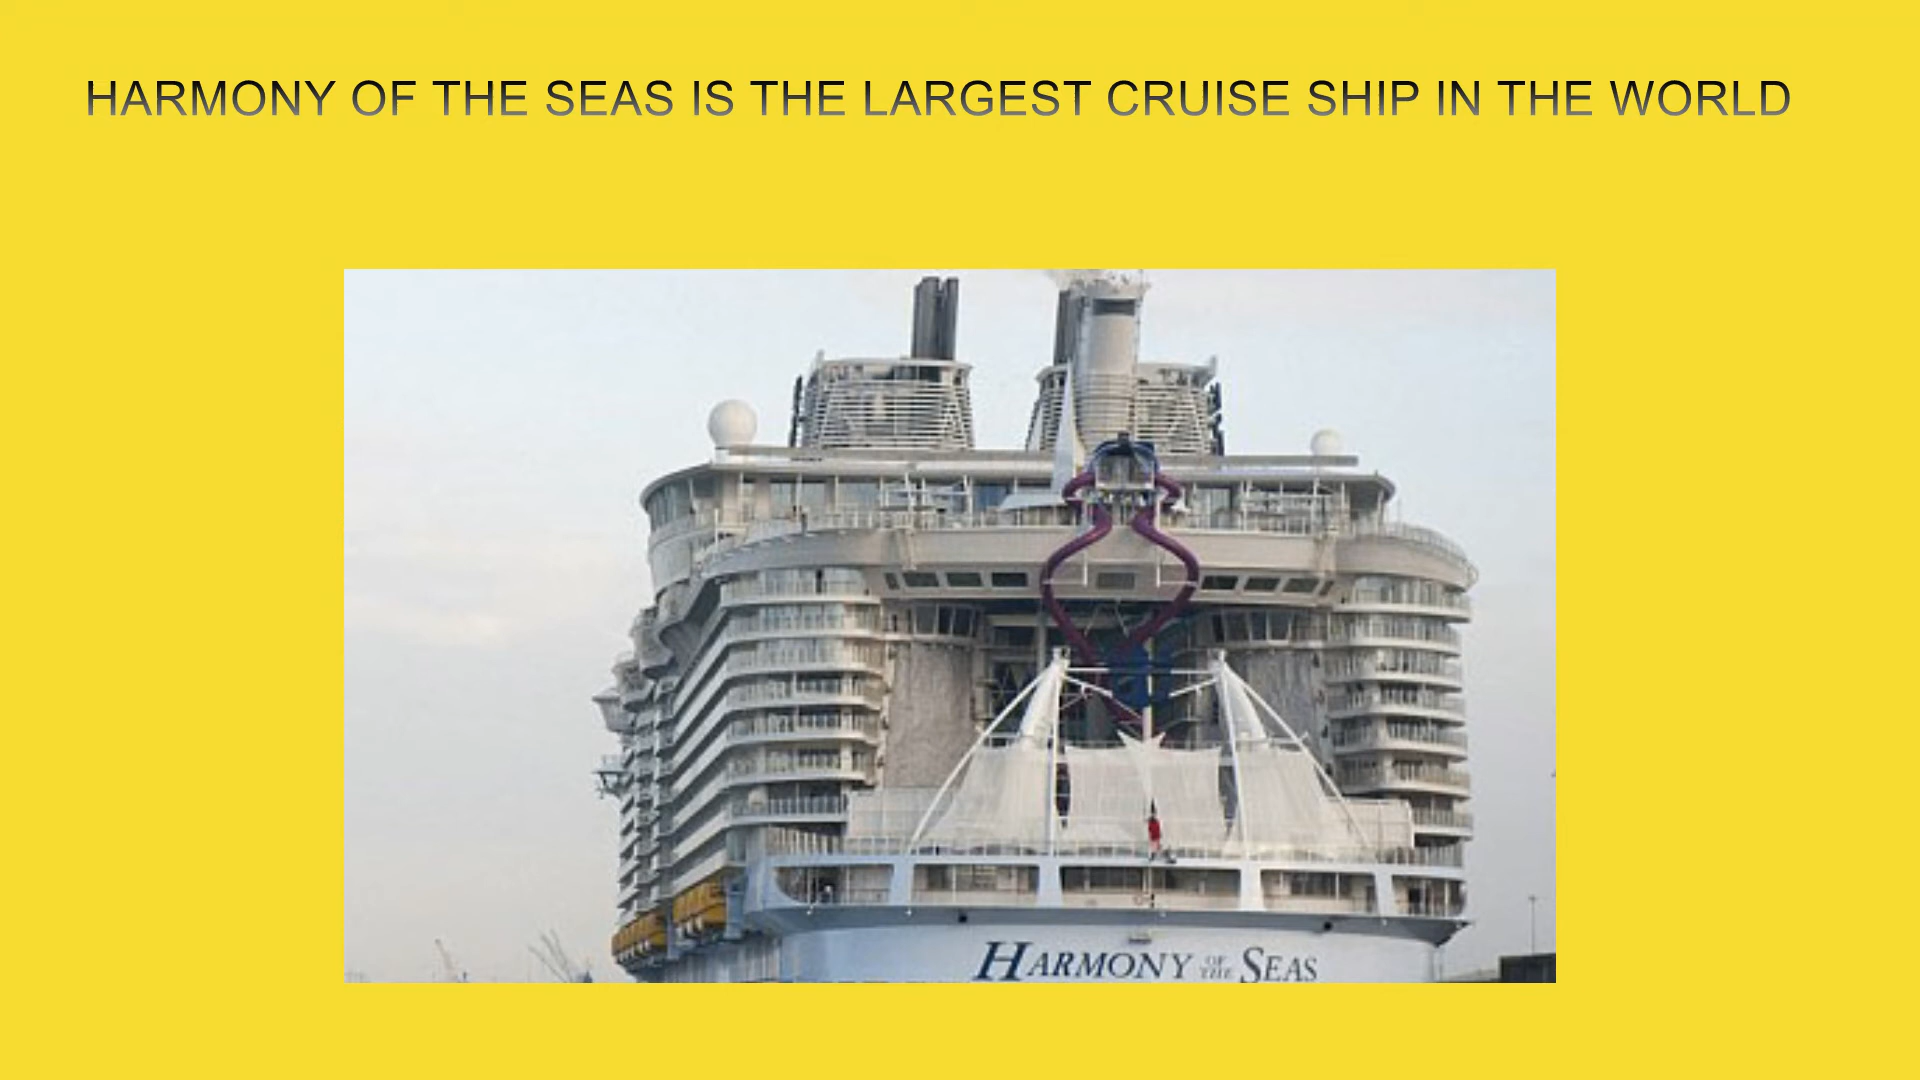 HARMONY OF THE SEAS IS THE LARGEST CRUISE SHIP IN THE WORLD
HARMONY OF THE SEAS